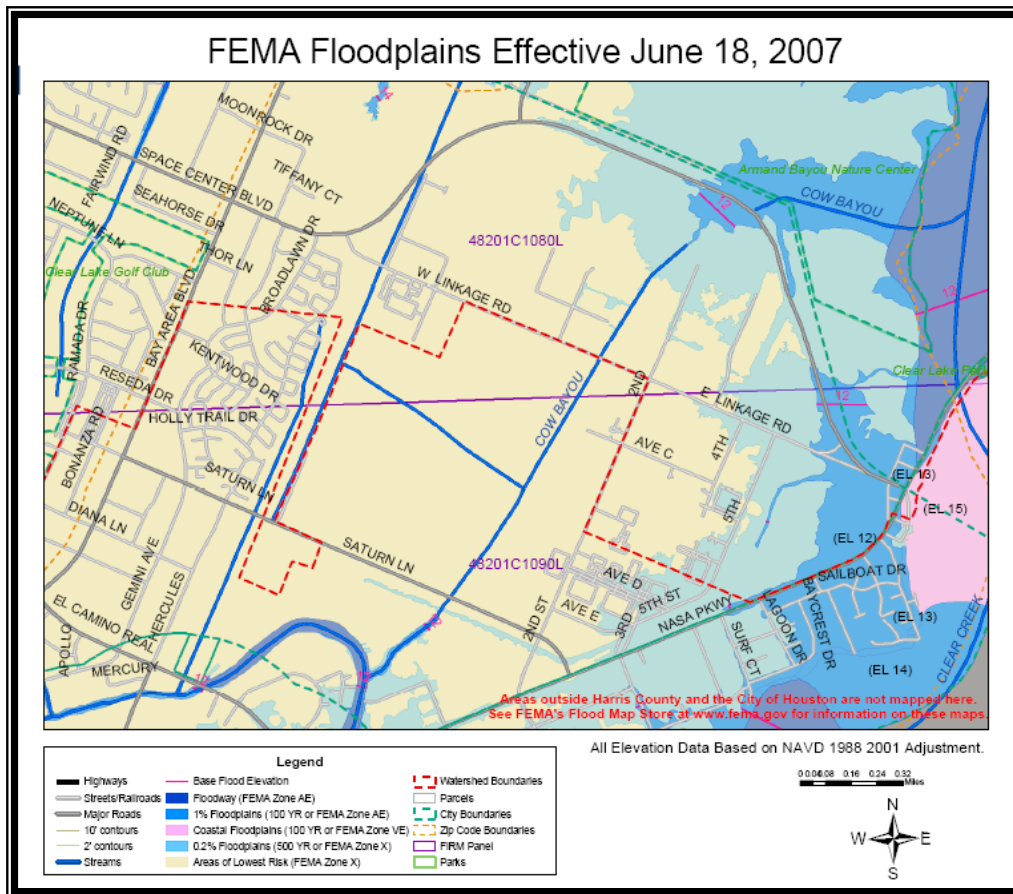 FEMA Floodplains Effective June 18, 2007
MOONROCK DR
FAIRWIND RD
SPACE CENTER BLVD
TIFFANY CT
SEAHORSE DR
NEPTUNE LN
THOR LN
BROADLAWN DR
Clear Lake Golf Club
BAY AREA BLVD
RAMADA DR
KENTWOOD DR
RESEDA DR
HOLLY TRAIL DR
BONANZA RD
SATURN LN
DIANA LN
GEMINI AVE
HERCULES
EL CAMINO REAL
APOLLO
MERCURY
48201C1080L
W LINKAGE RD
COW BAYOU
Armand Bayou Nature Center
COW BAYOU
12
12
12
2ND
E LINKAGE RD
AVE C
4TH
5TH
SATURN LN
48201C1090L
AVE D
AVE E
5TH ST
2ND ST
3RD
NASA PKWY
SURF CT
LAGOON DR
BAYCREST DR
SAILBOAT DR
(EL 13)
(EL 15)
(EL 12)
(EL 13)
(EL 14)
CLEAR CREEK
12
12
Areas outside Harris County and the City of Houston are not mapped here.
See FEMA's Flood Map Store at www.fema.gov for information on these maps.
All Elevation Data Based on NAVD 1988 2001 Adjustment.
Legend
Highways
Streets/Railroads
Major Roads
10' contours
2' contours
Streams
Base Flood Elevation
Floodway (FEMA Zone AE)
1% Floodplains (100 YR or FEMA Zone AE)
Coastal Floodplains (100 YR or FEMA Zone VE)
0.2% Floodplains (500 YR or FEMA Zone X)
Areas of Lowest Risk (FEMA Zone X)
Watershed Boundaries
Parcels
City Boundaries
Zip Code Boundaries
FIRM Panel
Parks
0 0.040.08 0.16 0.24 0.32
Miles
N
W
E
S